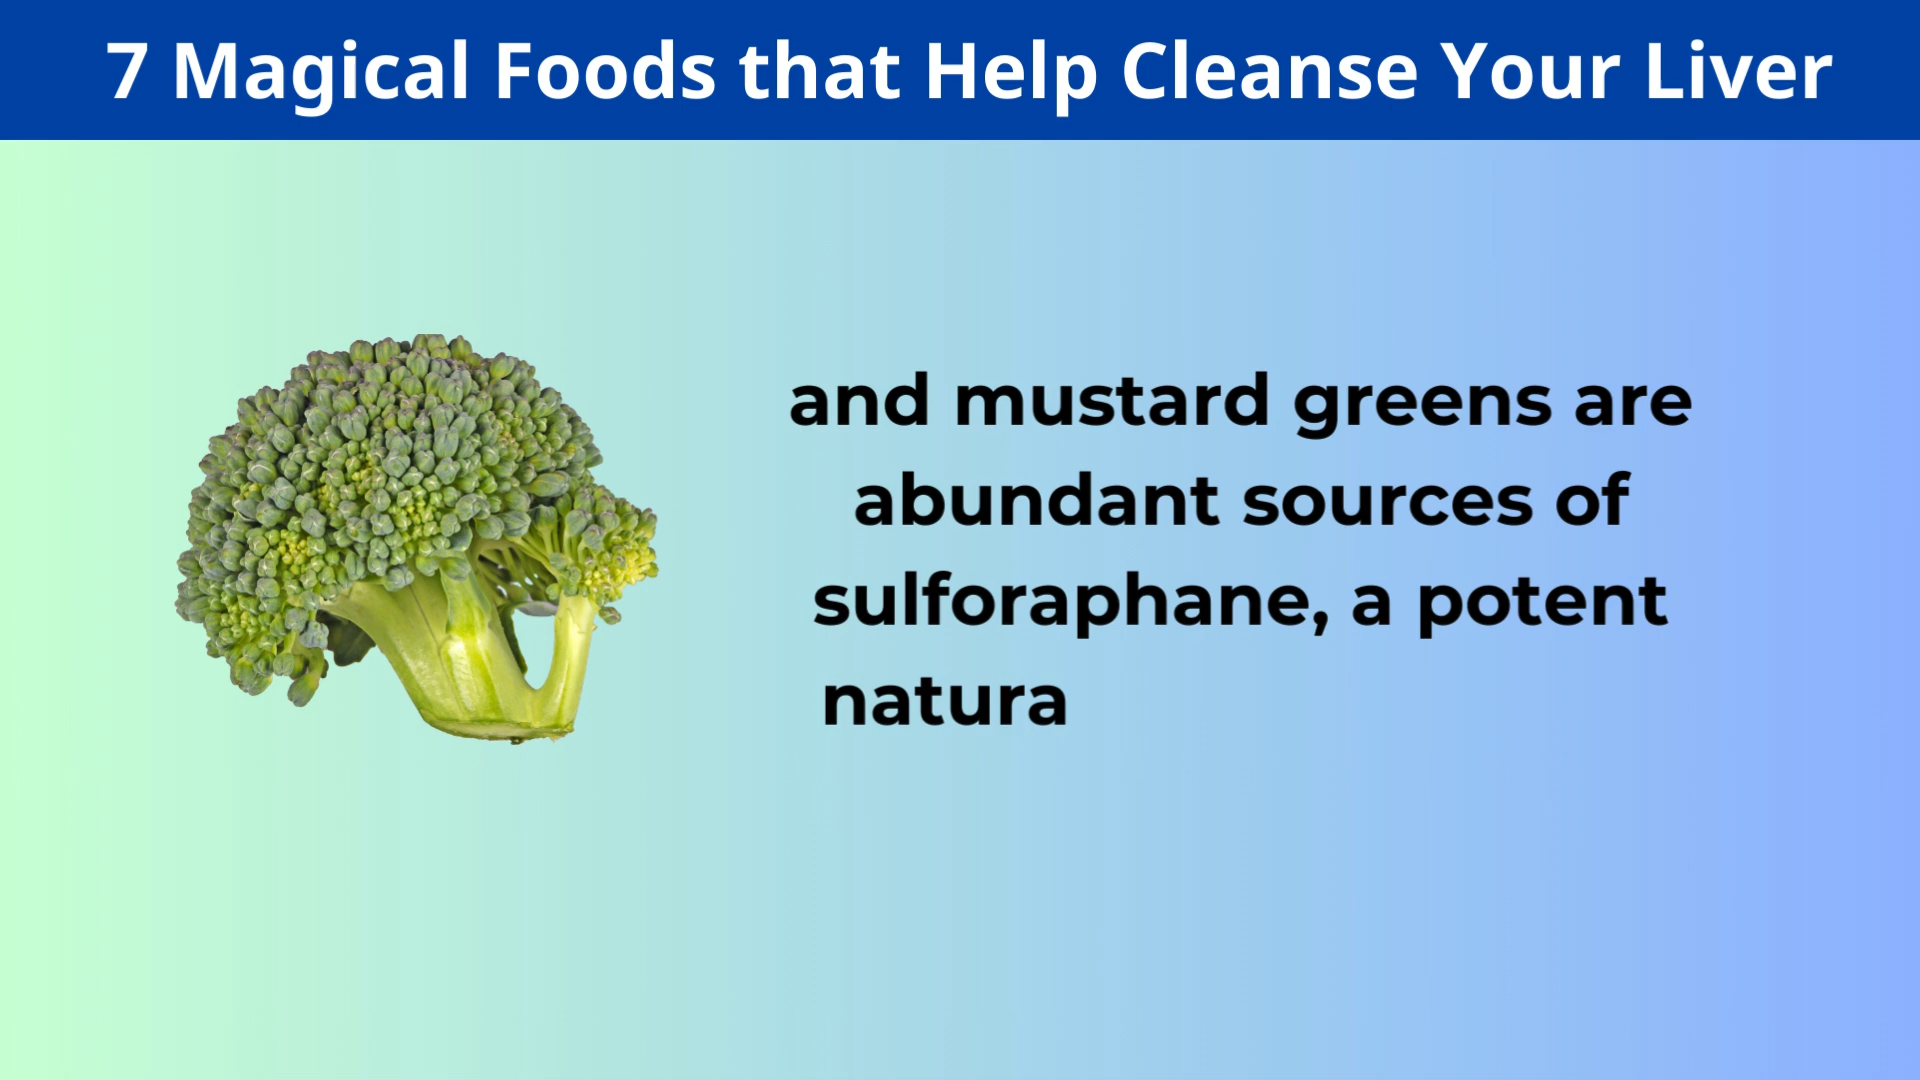 7 Magical Foods that Help Cleanse Your Liver
and mustard greens are
abundant sources of
sulforaphane, a potent
natura